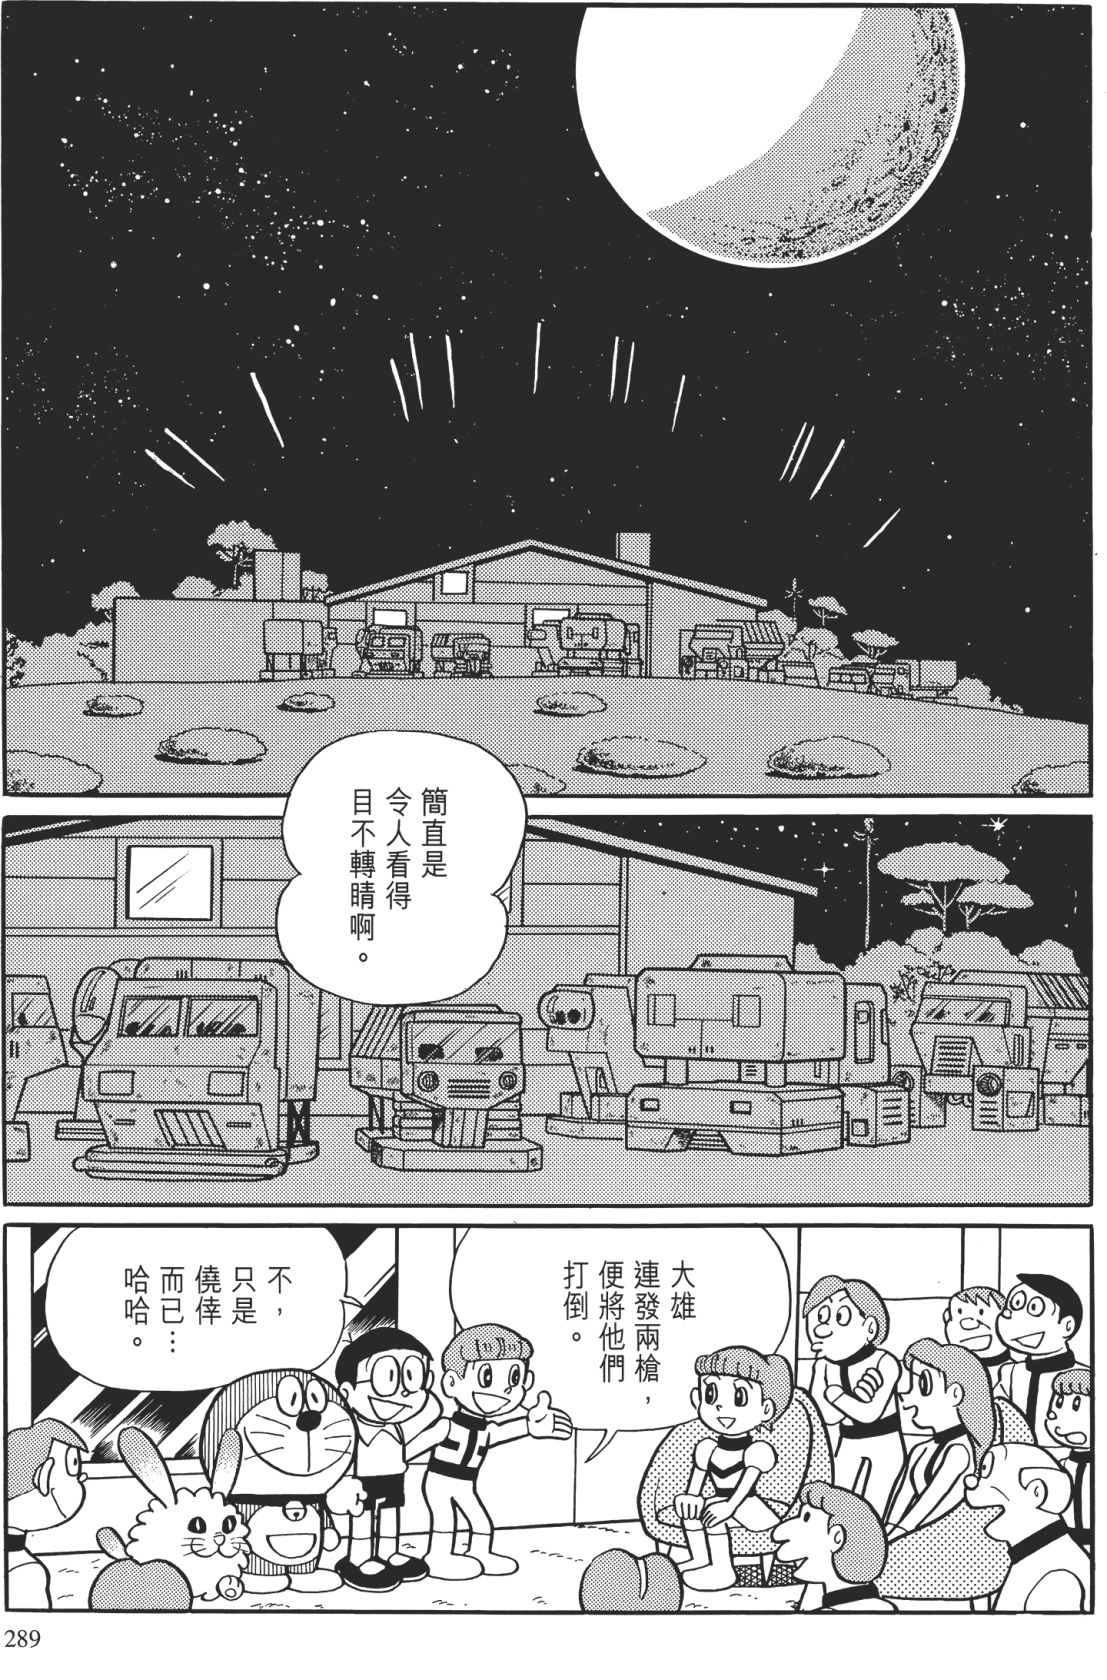 簡直是
令人看得
目不轉睛啊。
大雄
連發兩槍，
便將他們
打倒。
不，
只是
僥倖
而已…
哈哈。
289